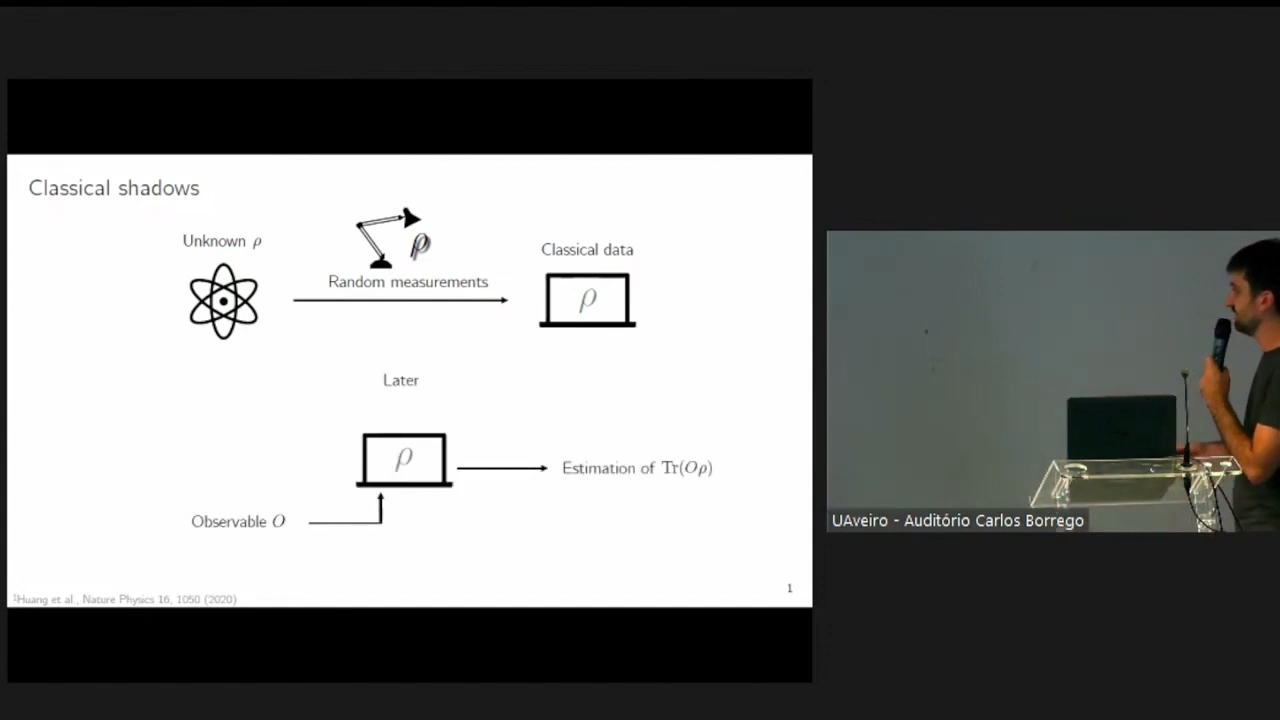 Classical shadows
Unknown ρ
ρ
Random measurements
Classical data
ρ
Later
ρ
Estimation of Tr(Oρ)
Observable O
1
¹Huang et al., Nature Physics 16, 1050 (2020)
UAveiro - Auditório Carlos Borrego